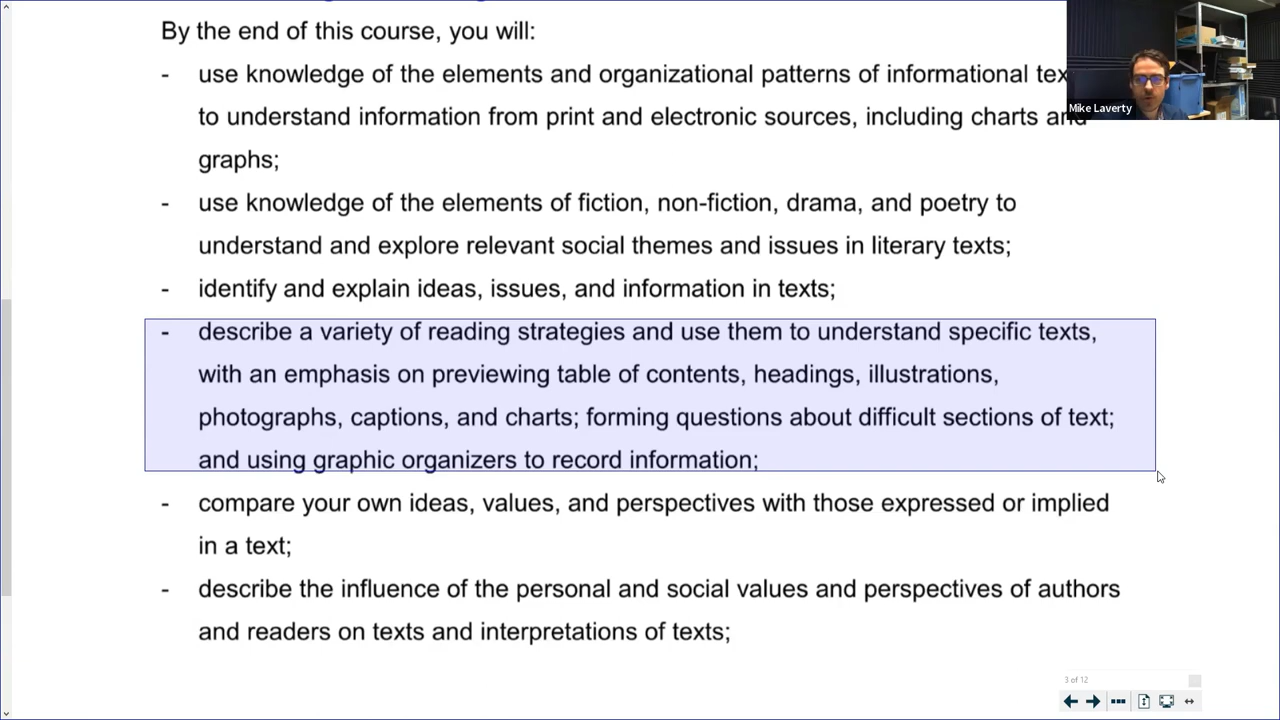 By the end of this course, you will:
- use knowledge of the elements and organizational patterns of informational
to understand information from print and electronic sources, including charts and
graphs;
- use knowledge of the elements of fiction, non-fiction, drama, and poetry to
understand and explore relevant social themes and issues in literary texts;
- identify and explain ideas, issues, and information in texts;
- describe a variety of reading strategies and use them to understand specific texts,
with an emphasis on previewing table of contents, headings, illustrations,
photographs, captions, and charts; forming questions about difficult sections of text;
and using graphic organizers to record information;
- compare your own ideas, values, and perspectives with those expressed or implied
in a text;
- describe the influence of the personal and social values and perspectives of authors
and readers on texts and interpretations of texts;
Mike Laverty
3 of 12